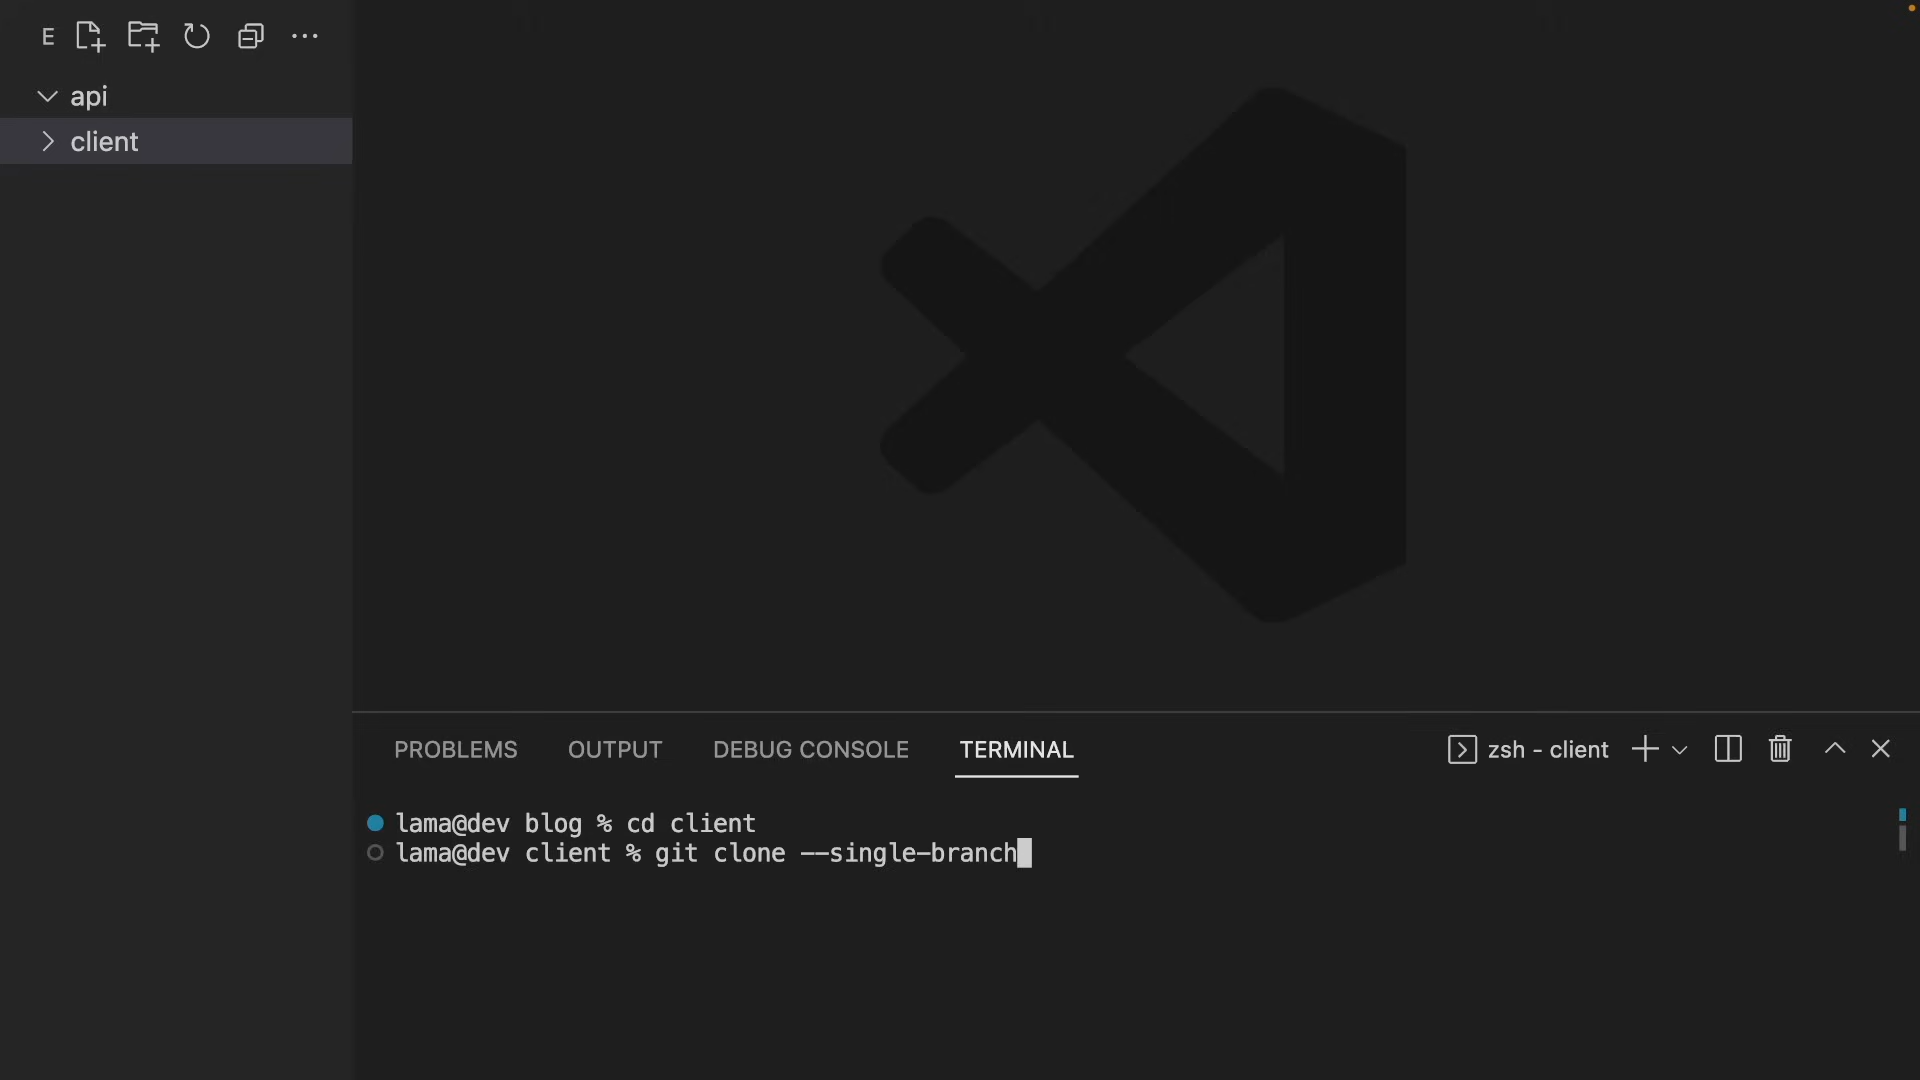 E
api
client
PROBLEMS OUTPUT DEBUG CONSOLE TERMINAL zsh - client
lama@dev blog % cd client
lama@dev client % git clone --single-branch